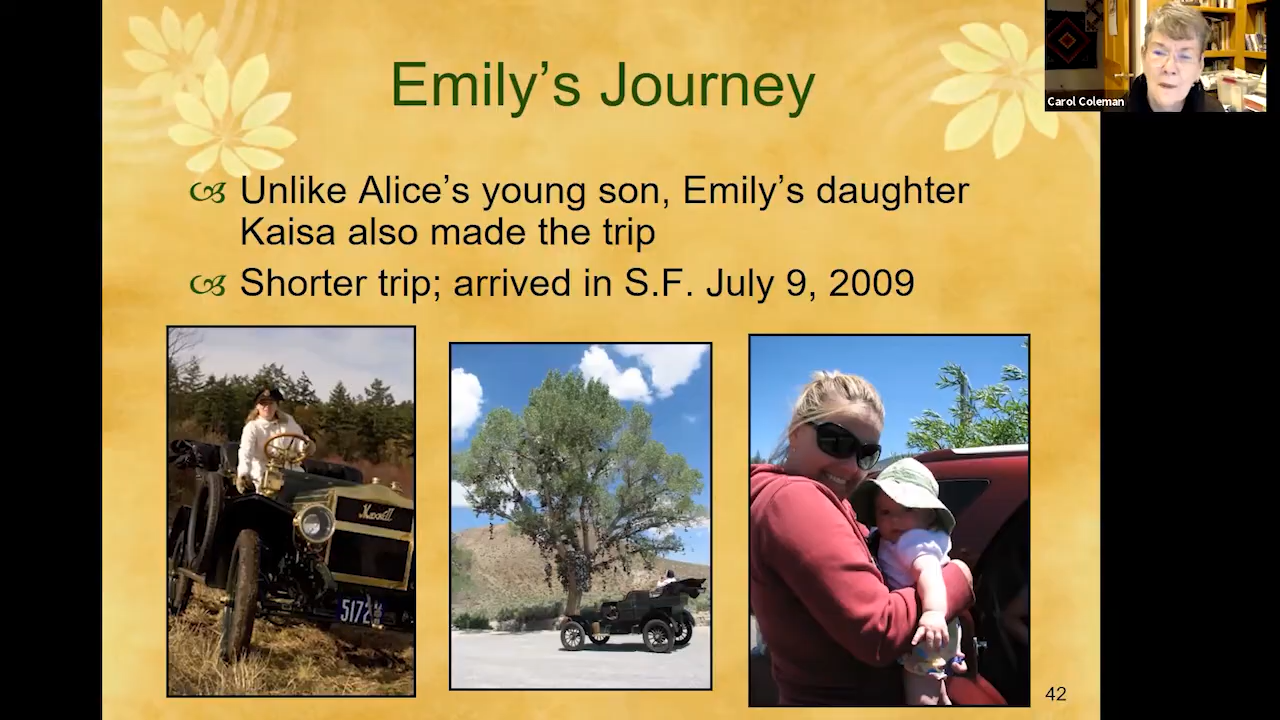 Emily's Journey
Carol Coleman
Unlike Alice's young son, Emily's daughter
Kaisa also made the trip
Shorter trip; arrived in S.F. July 9, 2009
Maxwell
5172
42